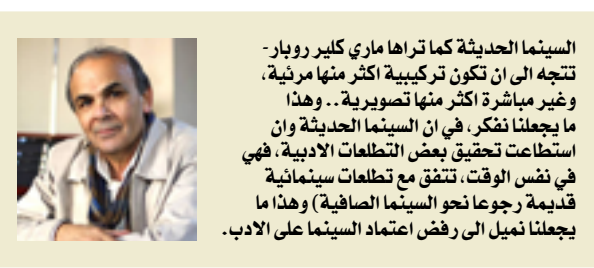 السينما الحديثة كما تراها ماري كلير روبار-
تتجه الى ان تكون تركيبية اكثر منها مرئية،
وغير مباشرة اكثر منها تصويرية.. وهذا
ما يجعلنا نفكر، في ان السينما الحديثة وان
استطاعت تحقيق بعض التطلعات الادبية، فهي
في نفس الوقت، تتفق مع تطلعات سينمائية
قديمة رجوعا نحو السينما الصافية) وهذا ما
يجعلنا نميل الى رفض اعتماد السينما على الادب.